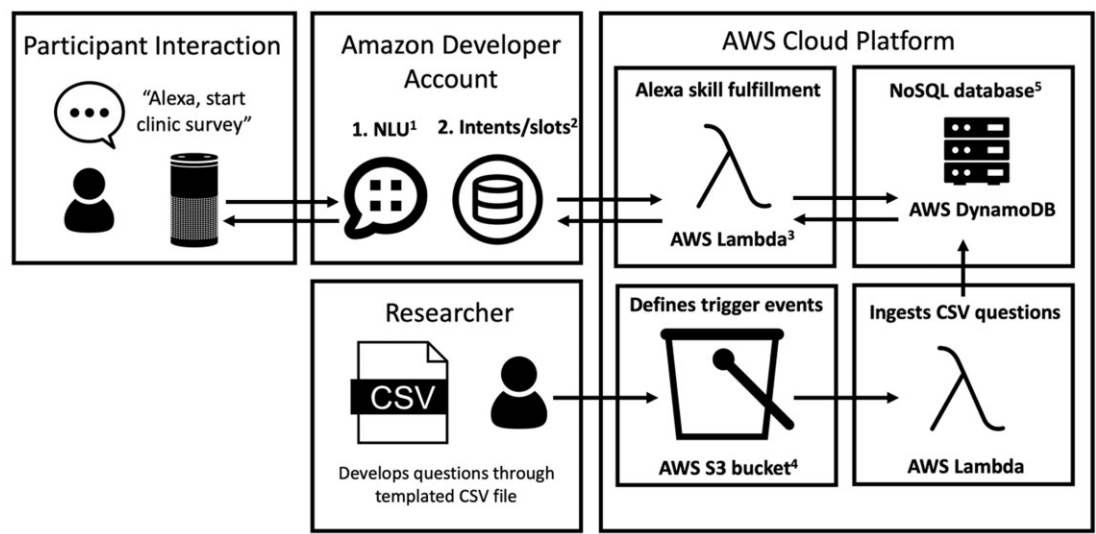 Participant Interaction
“Alexa, start
clinic survey”
Amazon Developer
Account
1. NLU¹
2. Intents/slots²
AWS Cloud Platform
Alexa skill fulfillment
AWS Lambda³
NoSQL database⁵
AWS DynamoDB
Researcher
CSV
Develops questions through
templated CSV file
Defines trigger events
AWS S3 bucket⁴
Ingests CSV questions
AWS Lambda